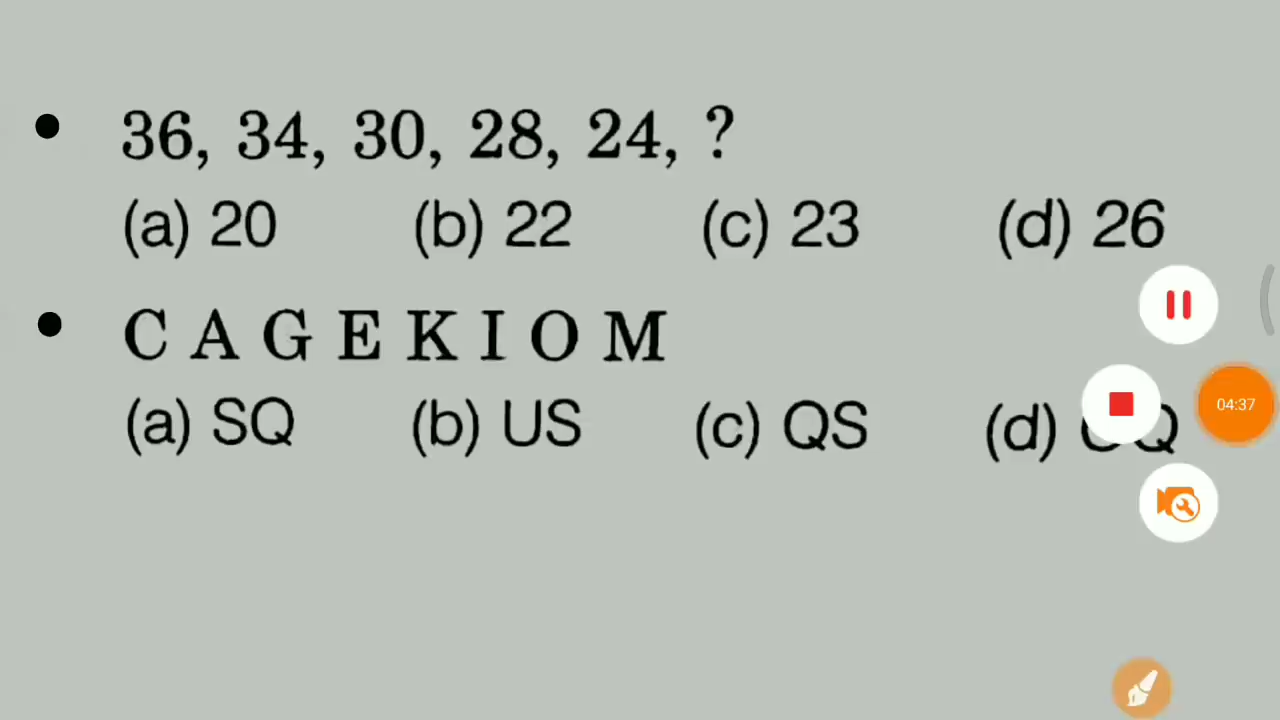 • 36, 34, 30, 28, 24, ?
(a) 20 (b) 22 (c) 23 (d) 26
• C A G E K I O M
(a) SQ (b) US (c) QS (d)
04:37